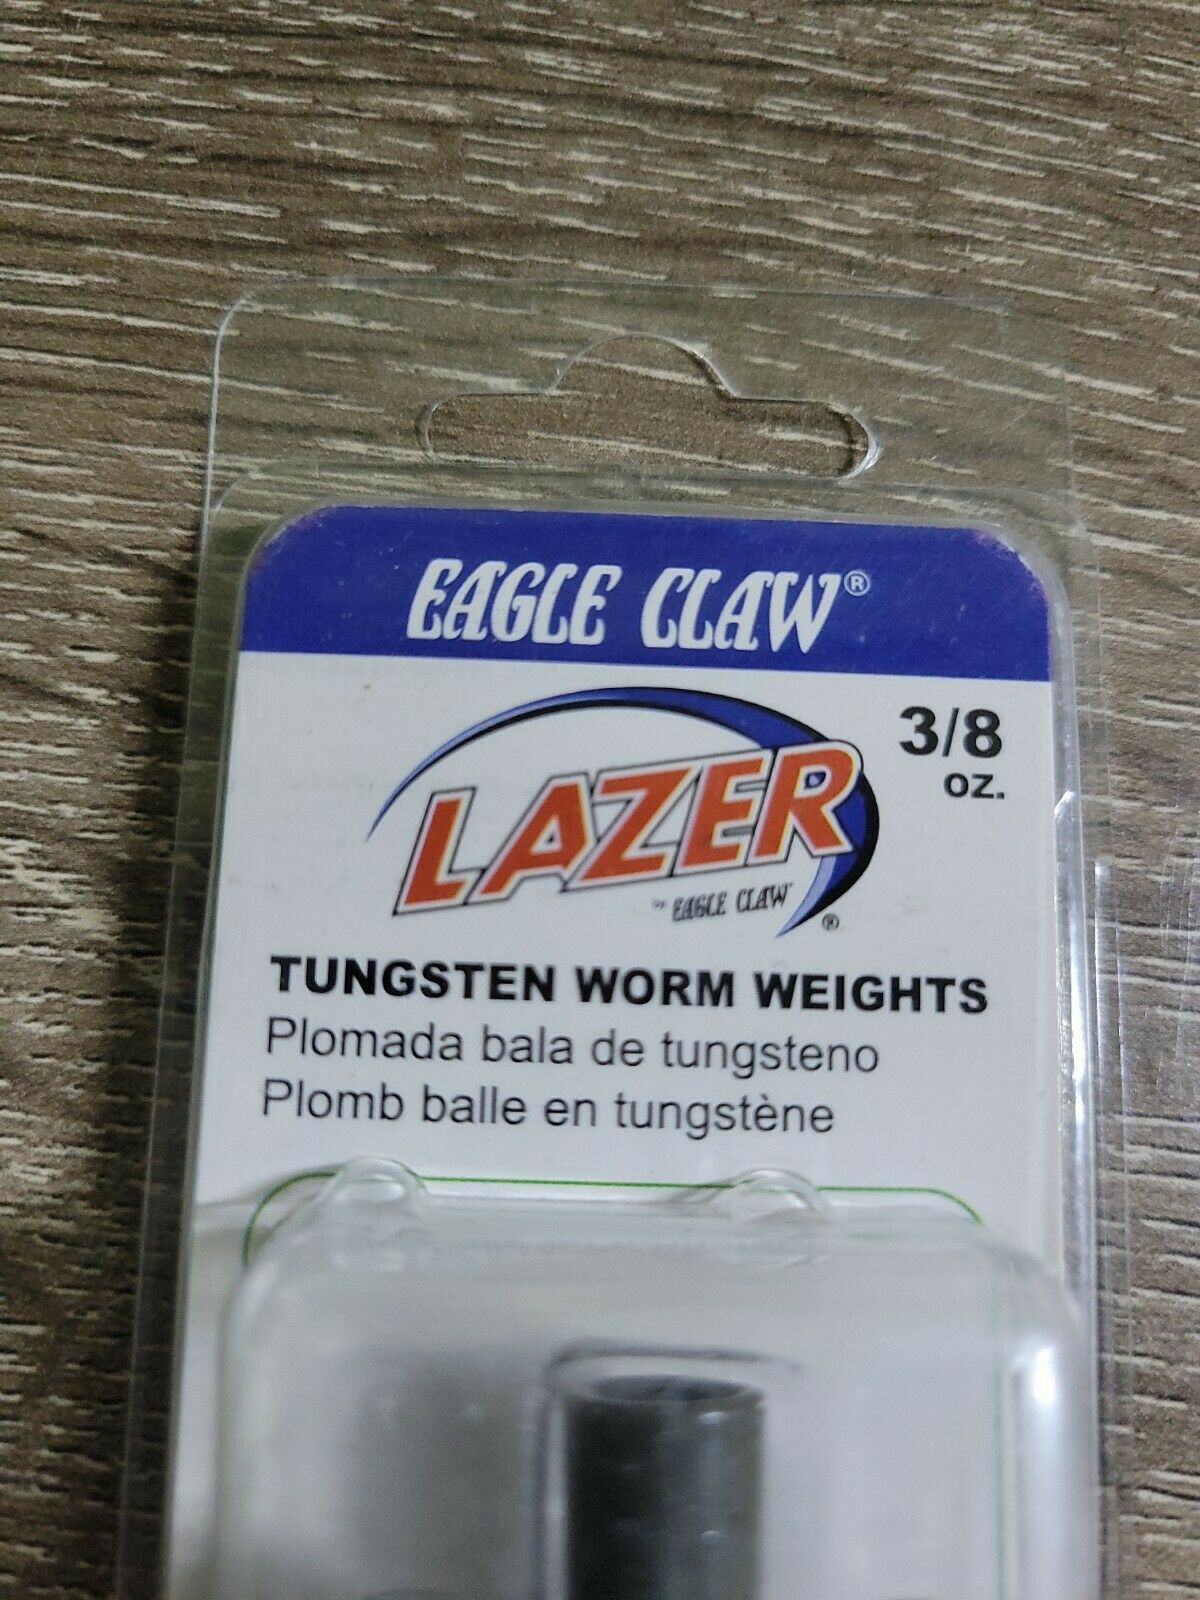 EAGLE CLAW®
3/8
oz.
LAZER
by EAGLE CLAW
®
TUNGSTEN WORM WEIGHTS
Plomada bala de tungsteno
Plomb balle en tungstène